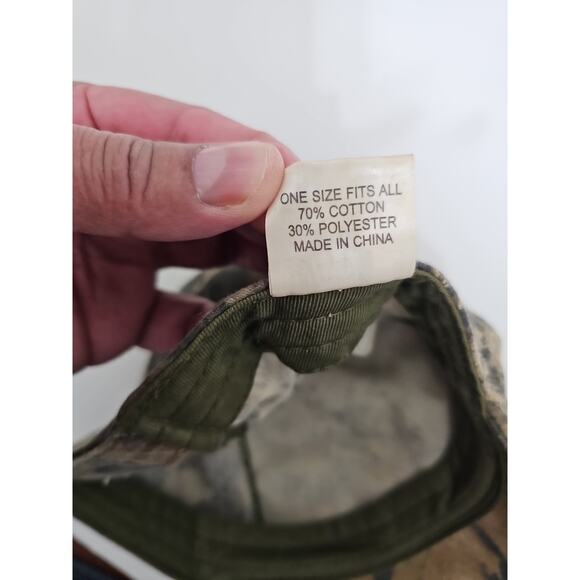 ONE SIZE FITS ALL
70% COTTON
30% POLYESTER
MADE IN CHINA